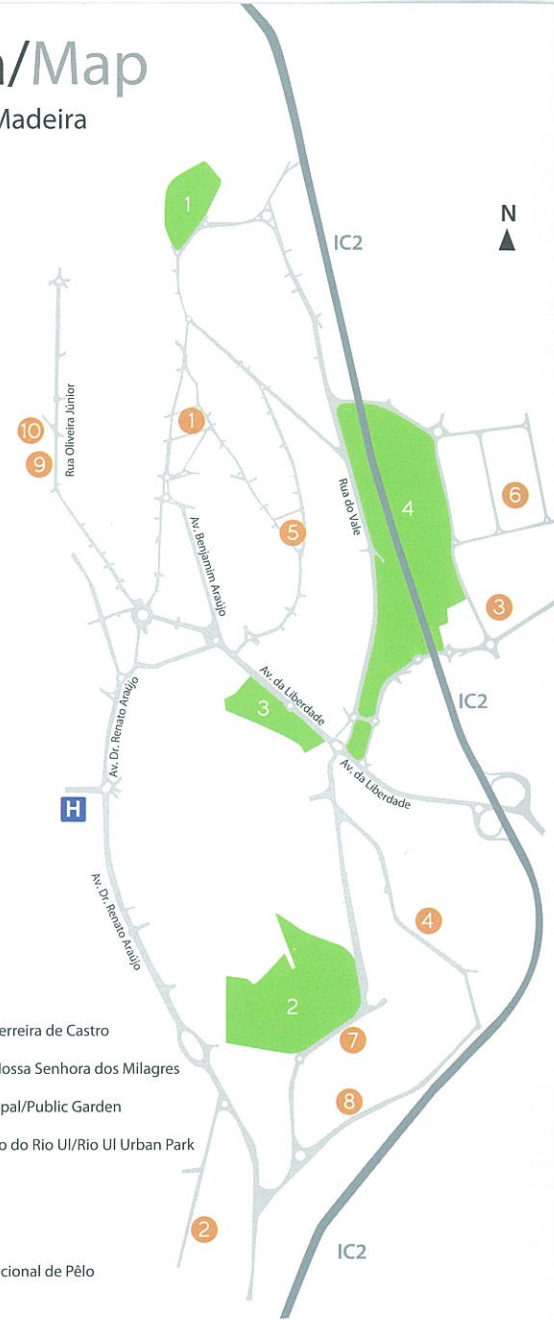 a/Map
Madeira
N
1
IC2
Rua Oliveira Júnior
10
9
1
4
Rua do Vale
6
5
Av. Benjamim Araújo
3
Av. da Liberdade
3
IC2
Av. Dr. Renato Araújo
Av. da Liberdade
H
Av. Dr. Renato Araújo
4
2
7
8
erreira de Castro
Nossa Senhora dos Milagres
ipal/Public Garden
o do Rio Ul/Rio Ul Urban Park
2
IC2
cional de Pêlo